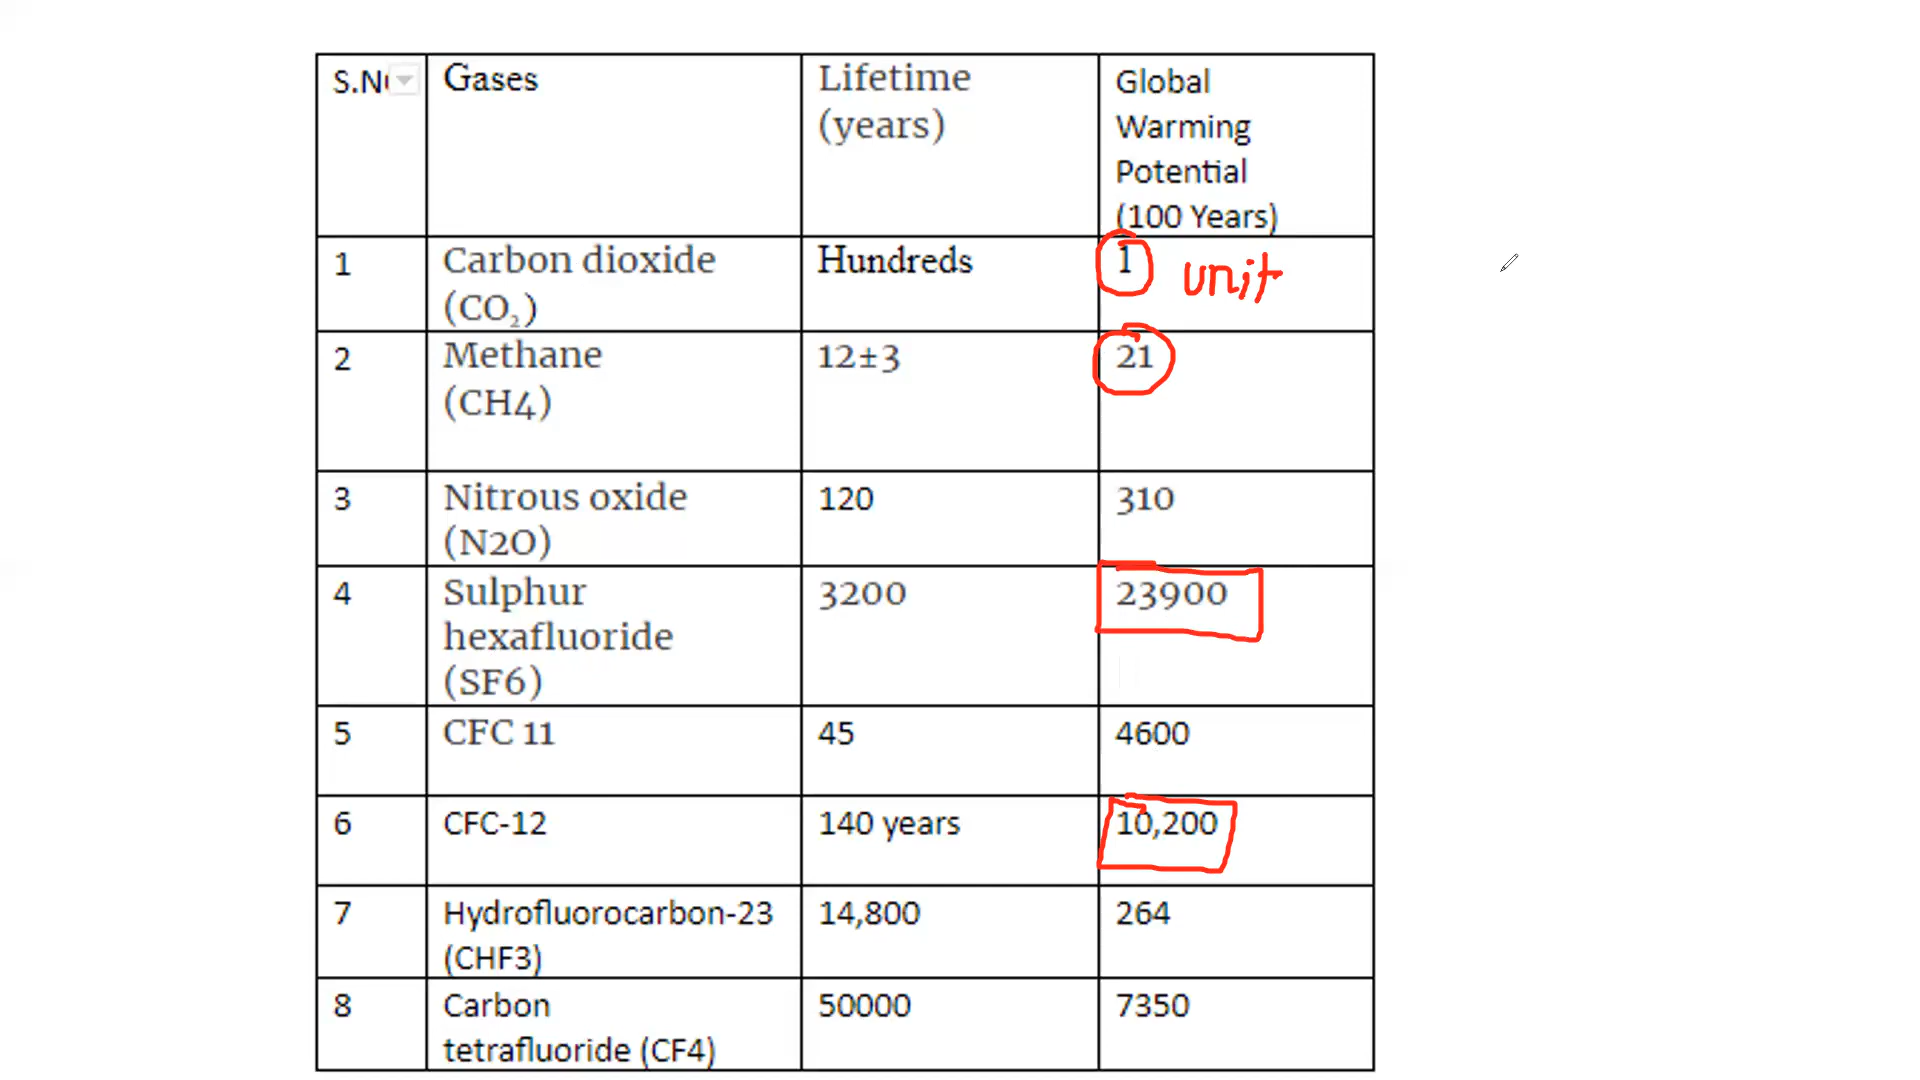 S.N Gases Lifetime Global
(years) Warming
Potential
(100 Years)
1 Carbon dioxide Hundreds 1 unit
(CO₂)
2 Methane 12±3 21
(CH4)
3 Nitrous oxide 120 310
(N2O)
4 Sulphur 3200 23900
hexafluoride
(SF6)
5 CFC 11 45 4600
6 CFC-12 140 years 10,200
7 Hydrofluorocarbon-23 14,800 264
(CHF3)
8 Carbon 50000 7350
tetrafluoride (CF4)